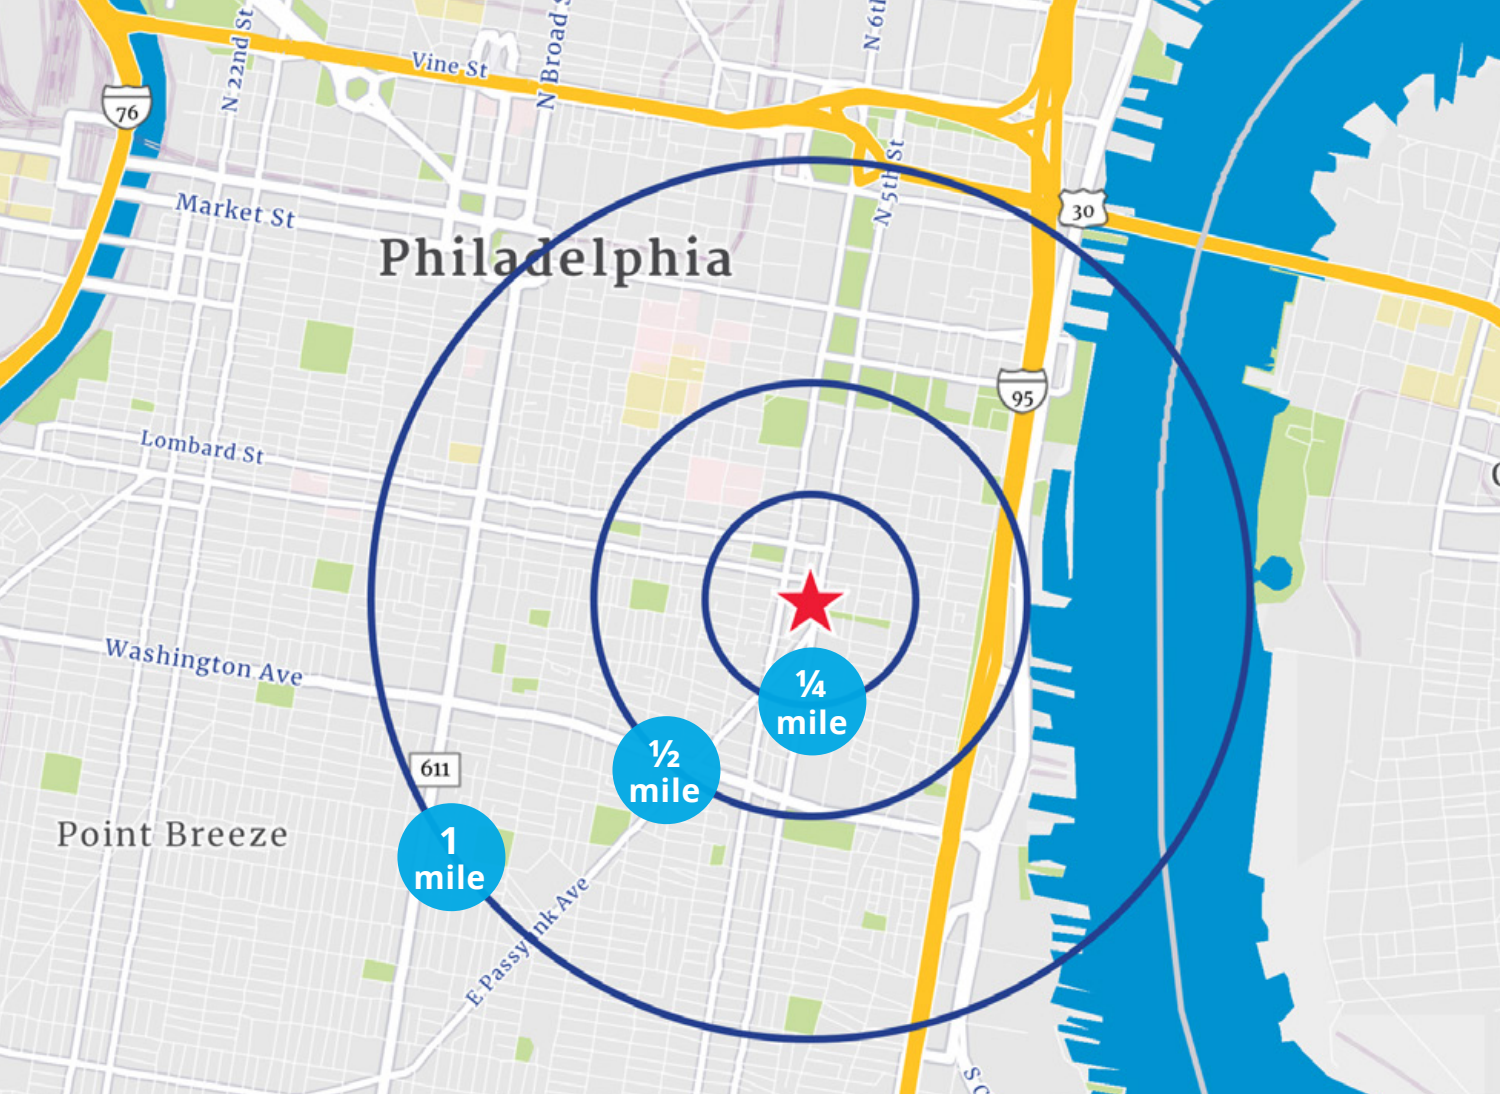 N 22nd St
N Broad S
N 6th
Vine St
76
N 5th St
Market St
30
Philadelphia
95
Lombard St
Washington Ave
¼
mile
½
mile
611
Point Breeze
1
mile
E Passyunk Ave
S C